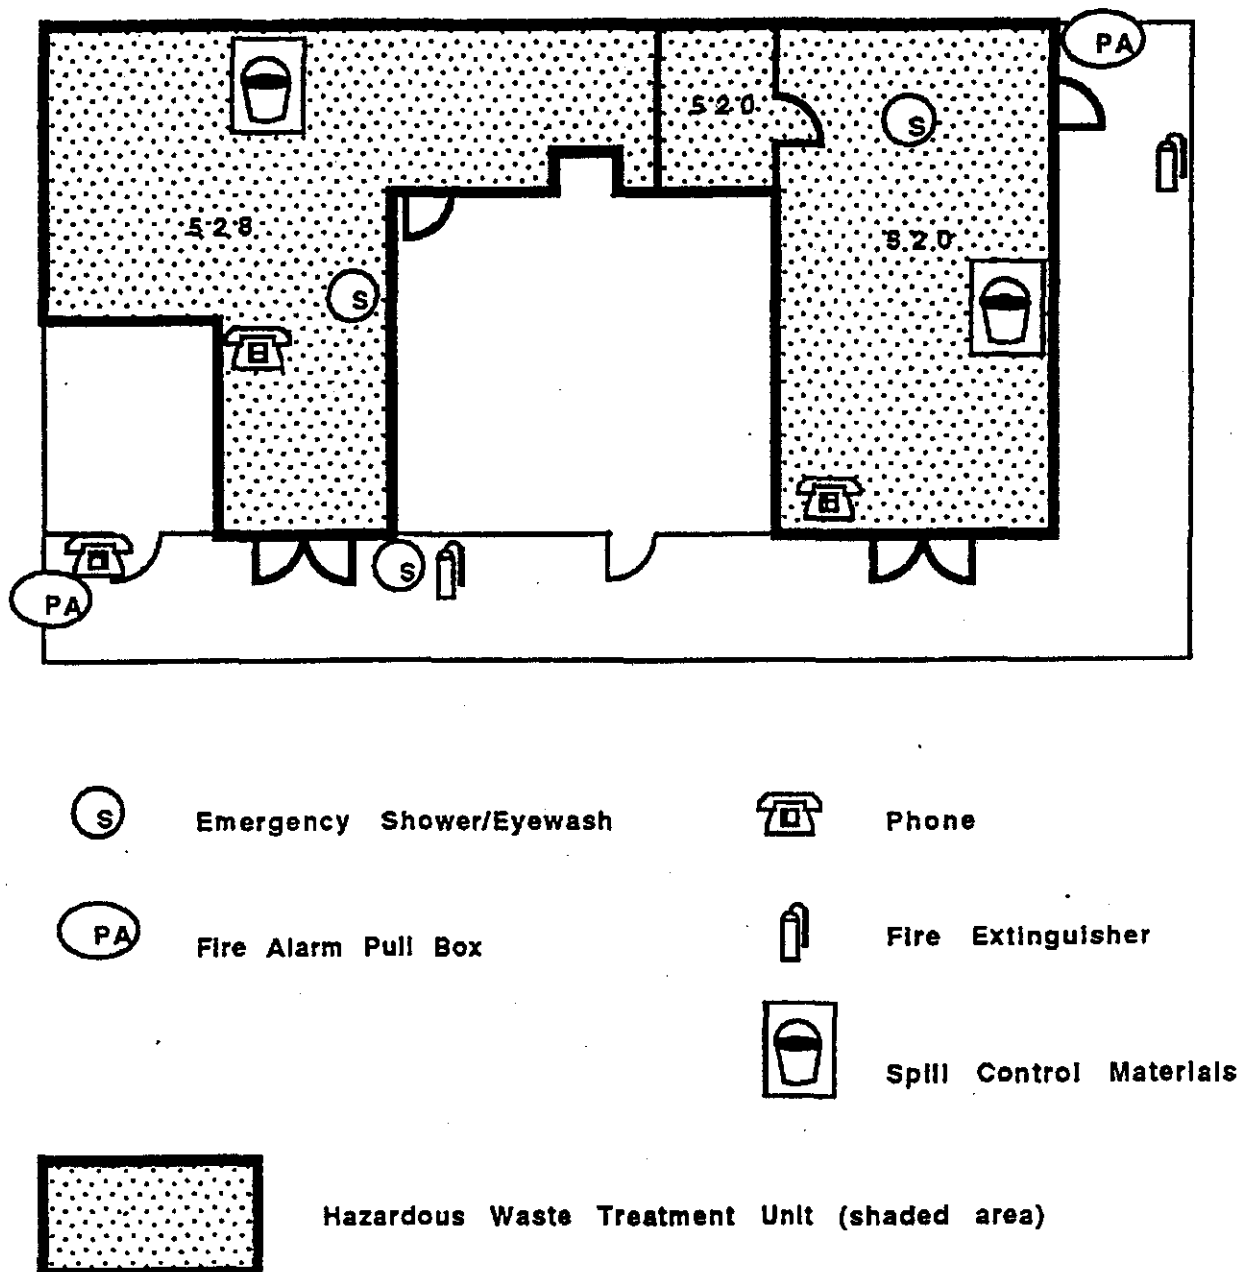 PA
520
S
528
520
S
S
PA
S Emergency Shower/Eyewash
Phone
PA Fire Alarm Pull Box
Fire Extinguisher
Spill Control Materials
Hazardous Waste Treatment Unit (shaded area)